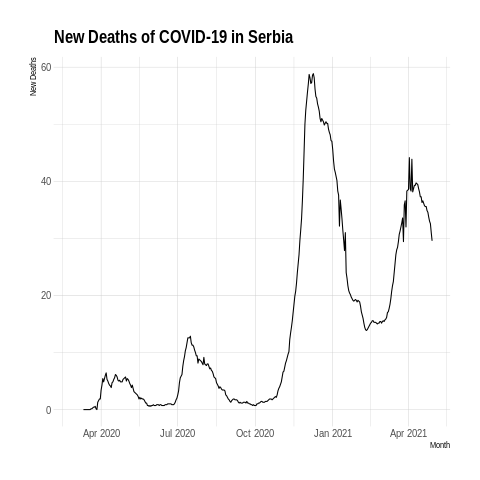 New Deaths of COVID-19 in Serbia
New Deaths
60
40
20
0
Apr 2020
Jul 2020
Oct 2020
Jan 2021
Apr 2021
Month